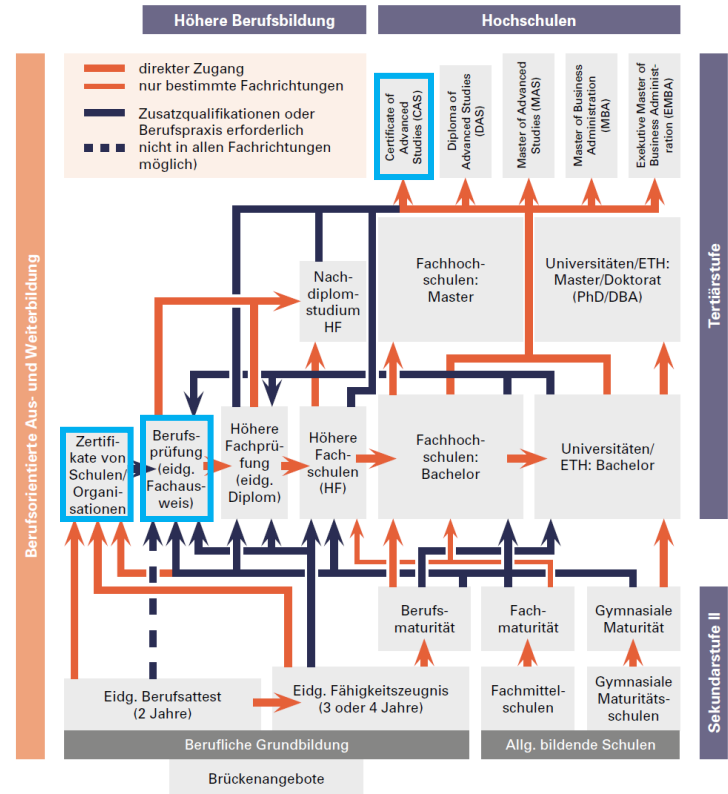 Höhere Berufsbildung
Hochschulen
direkter Zugang
nur bestimmte Fachrichtungen
Zusatzqualifikationen oder
Berufspraxis erforderlich
nicht in allen Fachrichtungen
möglich)
Certificate of
Advanced
Studies (CAS)
Diploma of
Advanced Studies
(DAS)
Master of Advanced
Studies (MAS)
Master of Business
Administration
(MBA)
Exekutive Master of
Business Administ-
ration (EMBA)
Berufsorientierte Aus- und Weiterbildung
Tertiärstufe
Nach-
diplom-
studium
HF
Fachhoch-
schulen:
Master
Universitäten/ETH:
Master/Doktorat
(PhD/DBA)
Zertifi-
kate von
Schulen/
Organi-
sationen
Berufs-
prüfung
(eidg.
Fachaus-
weis)
Höhere
Fachprü-
fung
(eidg.
Diplom)
Höhere
Fach-
schulen
(HF)
Fachhoch-
schulen:
Bachelor
Universitäten/
ETH: Bachelor
Berufs-
maturität
Fach-
maturität
Gymnasiale
Maturität
Sekundarstufe II
Eidg. Berufsattest
(2 Jahre)
Eidg. Fähigkeitszeugnis
(3 oder 4 Jahre)
Fachmittel-
schulen
Gymnasiale
Maturitäts-
schulen
Berufliche Grundbildung
Allg. bildende Schulen
Brückenangebote